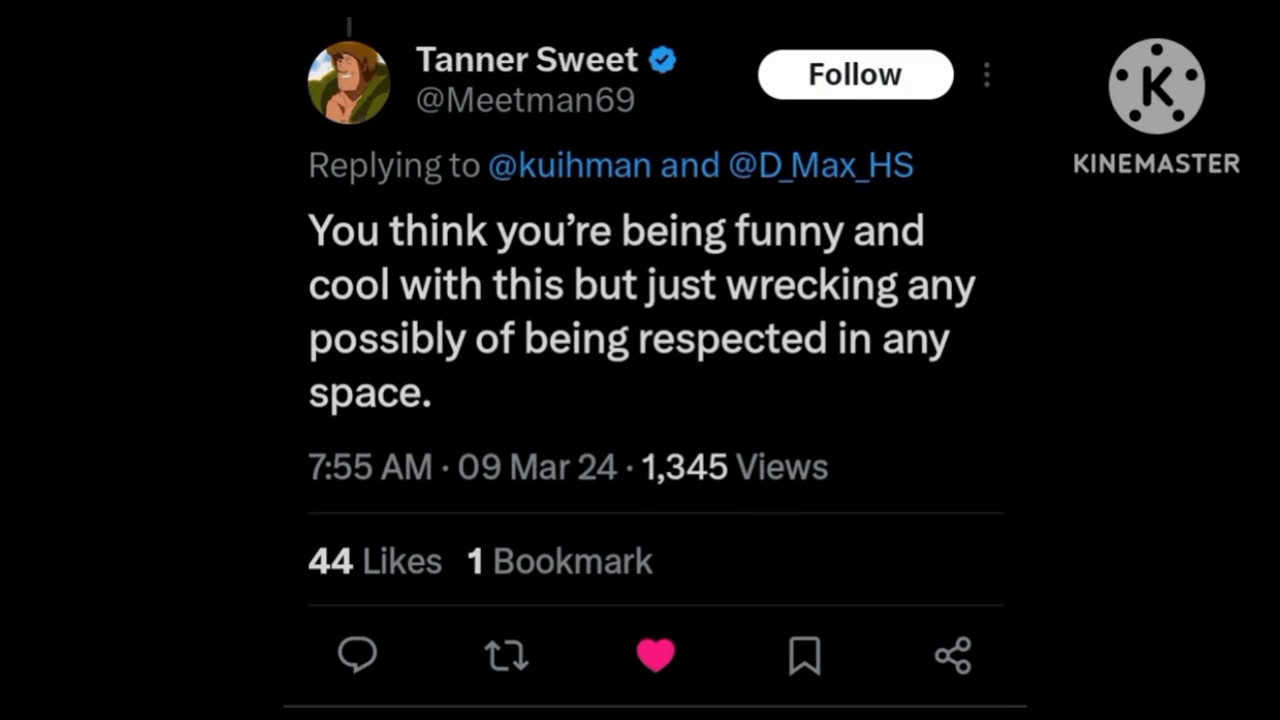 Tanner Sweet
@Meetman69
Follow
K
KINEMASTER
Replying to @kuihman and @D_Max_HS
You think you’re being funny and
cool with this but just wrecking any
possibly of being respected in any
space.
7:55 AM · 09 Mar 24 · 1,345 Views
44 Likes 1 Bookmark